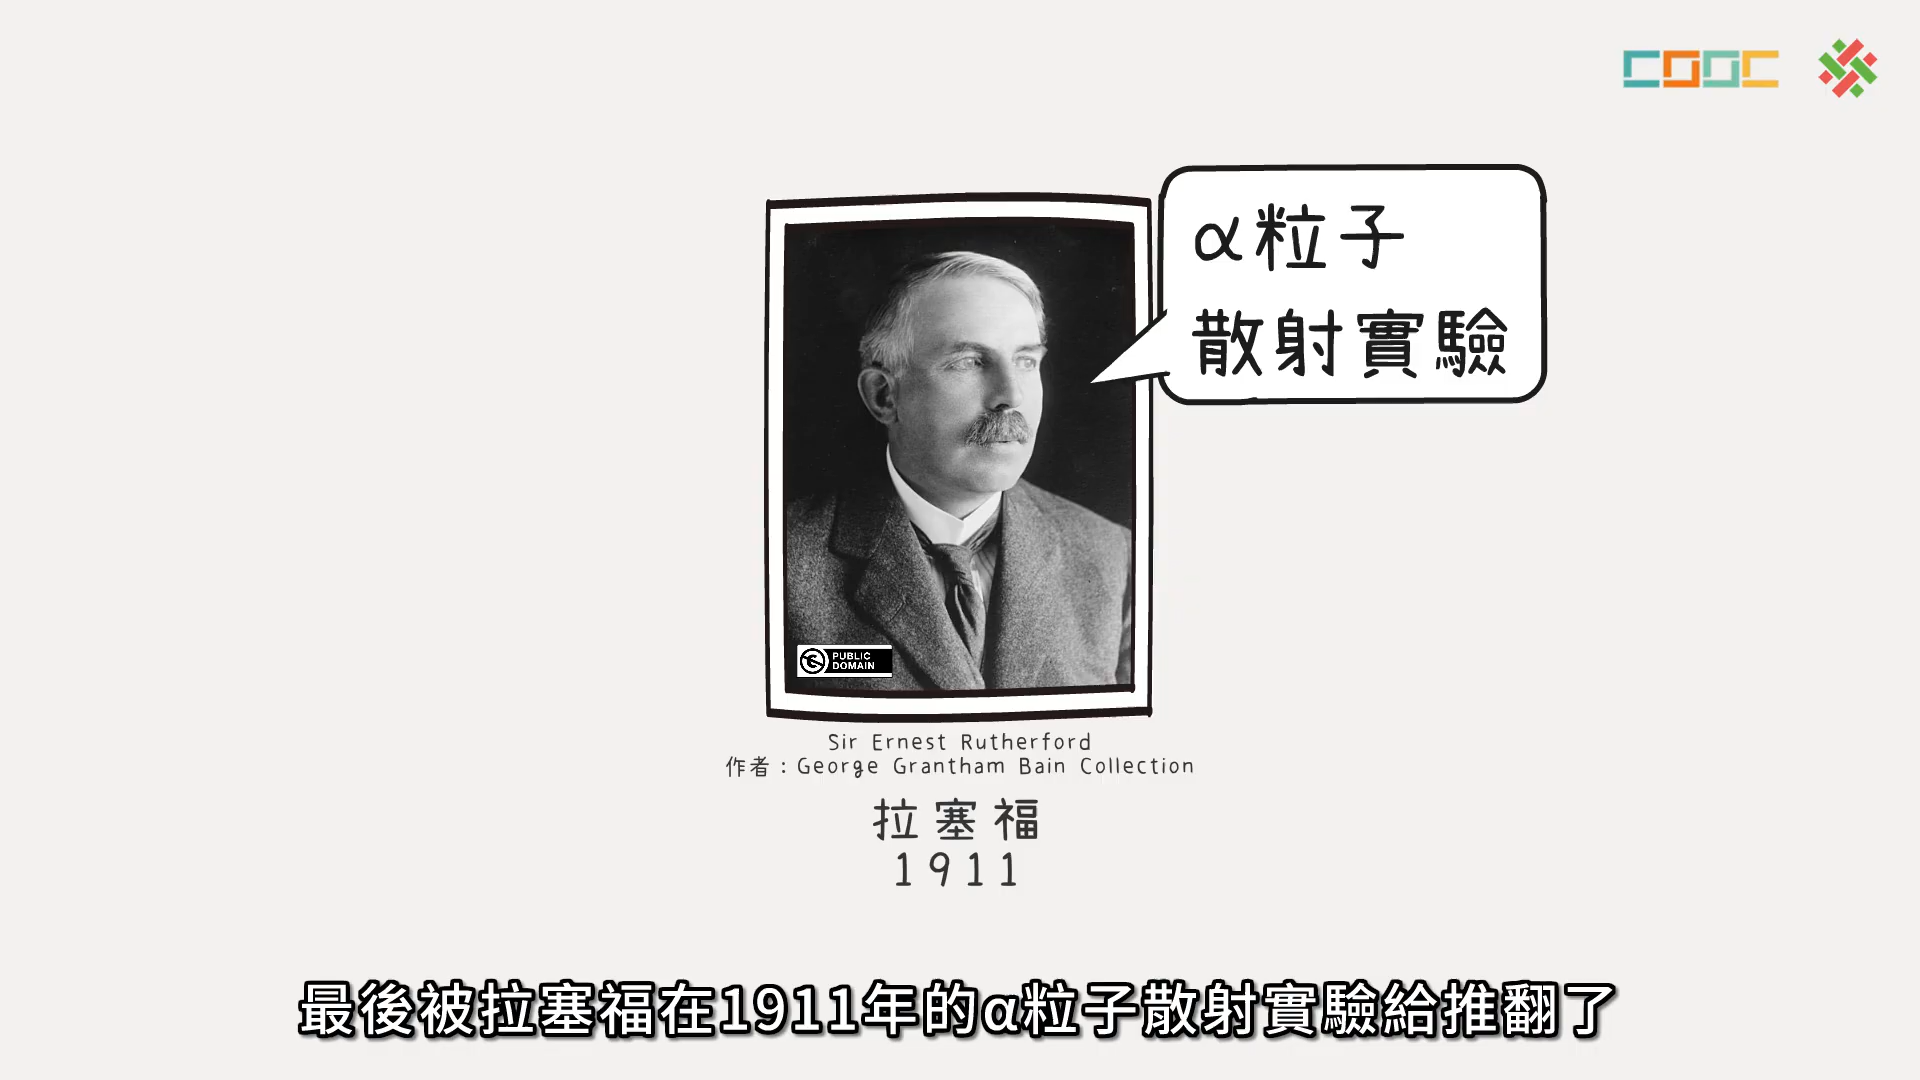 COOC
α粒子
散射實驗
PUBLIC
DOMAIN
Sir Ernest Rutherford
作者：George Grantham Bain Collection
拉塞福
1911
最後被拉塞福在1911年的α粒子散射實驗給推翻了